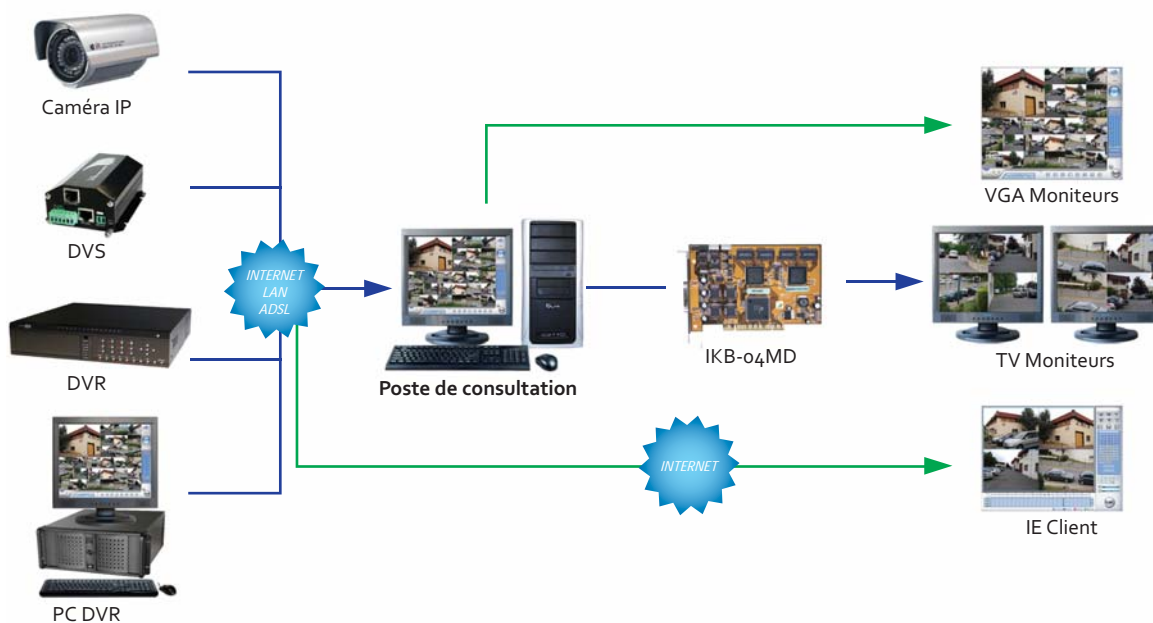 Caméra IP
DVS
DVR
PC DVR
INTERNET
LAN
ADSL
Poste de consultation
IKB-04MD
INTERNET
VGA Moniteurs
TV Moniteurs
IE Client